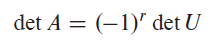 det A = (−1)^r det U